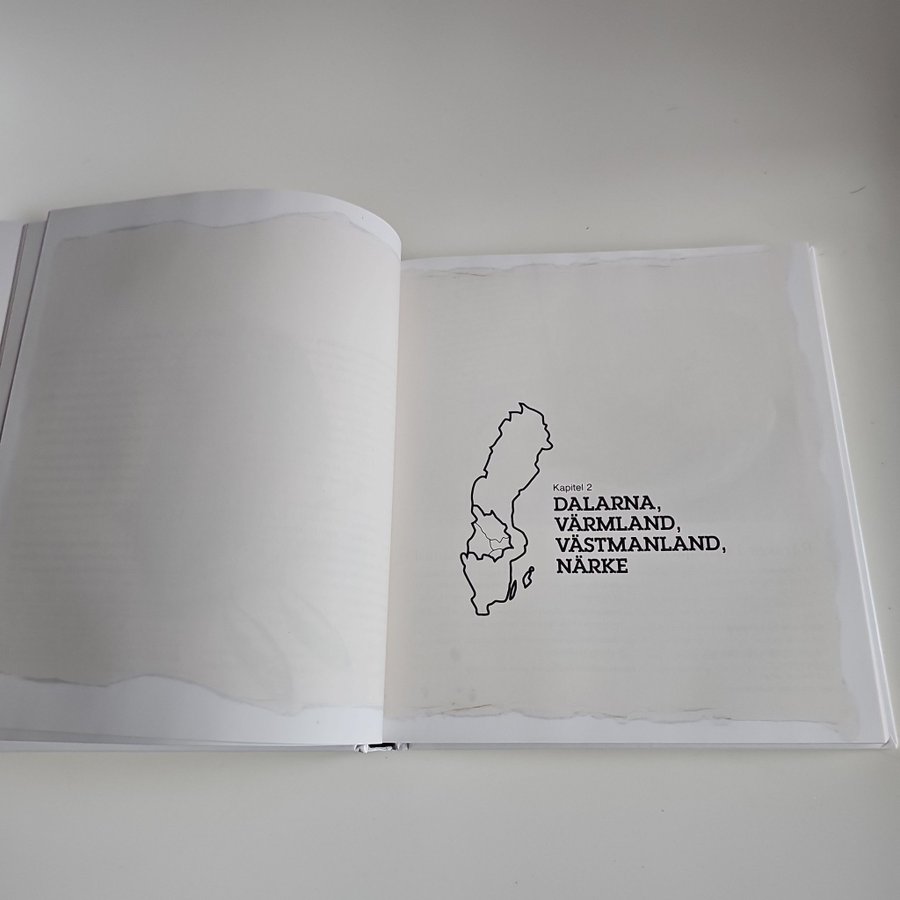 Kapitel 2
DALARNA,
VÄRMLAND,
VÄSTMANLAND,
NÄRKE